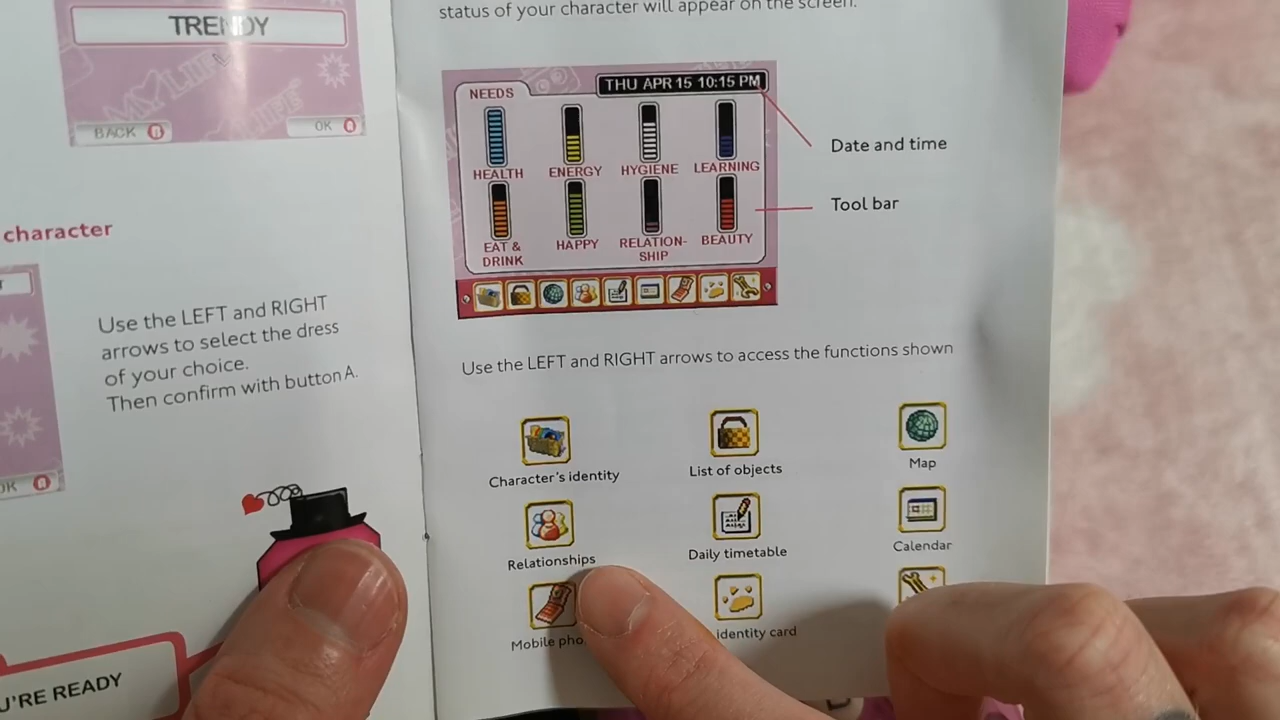 TRENDY
MY LIFE
BACK
OK
character
Use the LEFT and RIGHT
arrows to select the dress
of your choice.
Then confirm with button A.
OK
U'RE READY
status of your character will appear on the screen.
NEEDS
THU APR 15 10:15 PM
HEALTH
ENERGY
HYGIENE
LEARNING
EAT &
DRINK
HAPPY
RELATION-
SHIP
BEAUTY
Date and time
Tool bar
Use the LEFT and RIGHT arrows to access the functions shown
Character's identity
List of objects
Map
Relationships
Daily timetable
Calendar
Mobile pho
identity card